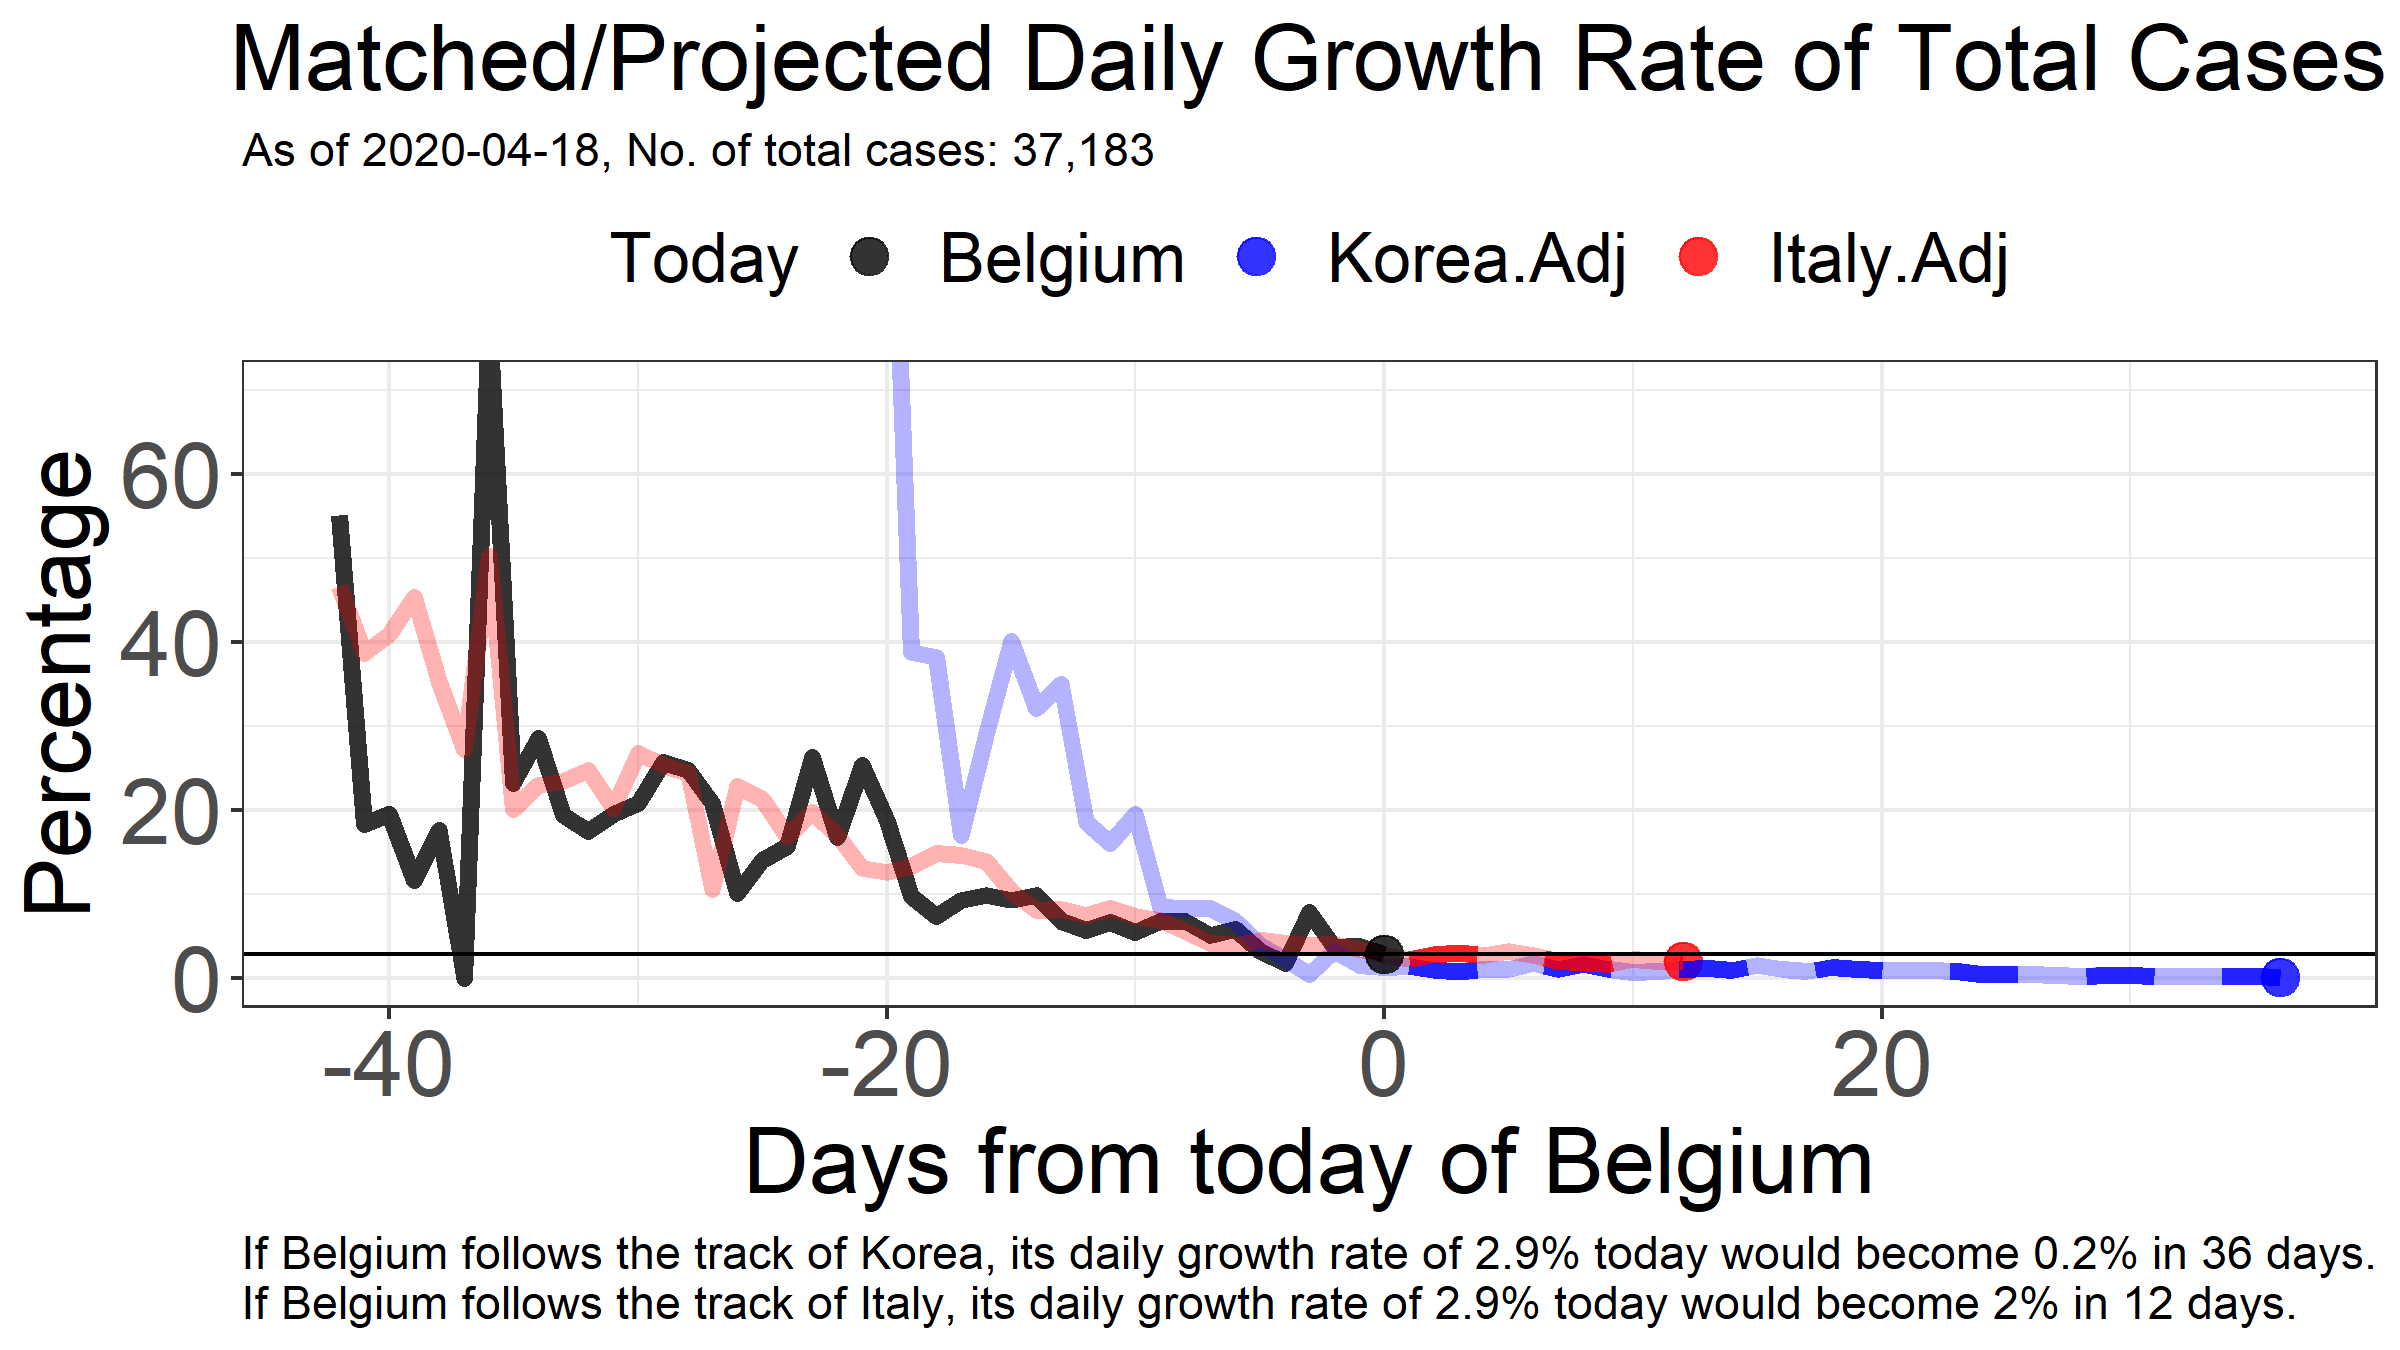 Matched/Projected Daily Growth Rate of Total Cases
As of 2020-04-18, No. of total cases: 37,183
Today Belgium Korea.Adj Italy.Adj
Percentage
60
40
20
0
-40 -20 0 20
Days from today of Belgium
If Belgium follows the track of Korea, its daily growth rate of 2.9% today would become 0.2% in 36 days.
If Belgium follows the track of Italy, its daily growth rate of 2.9% today would become 2% in 12 days.